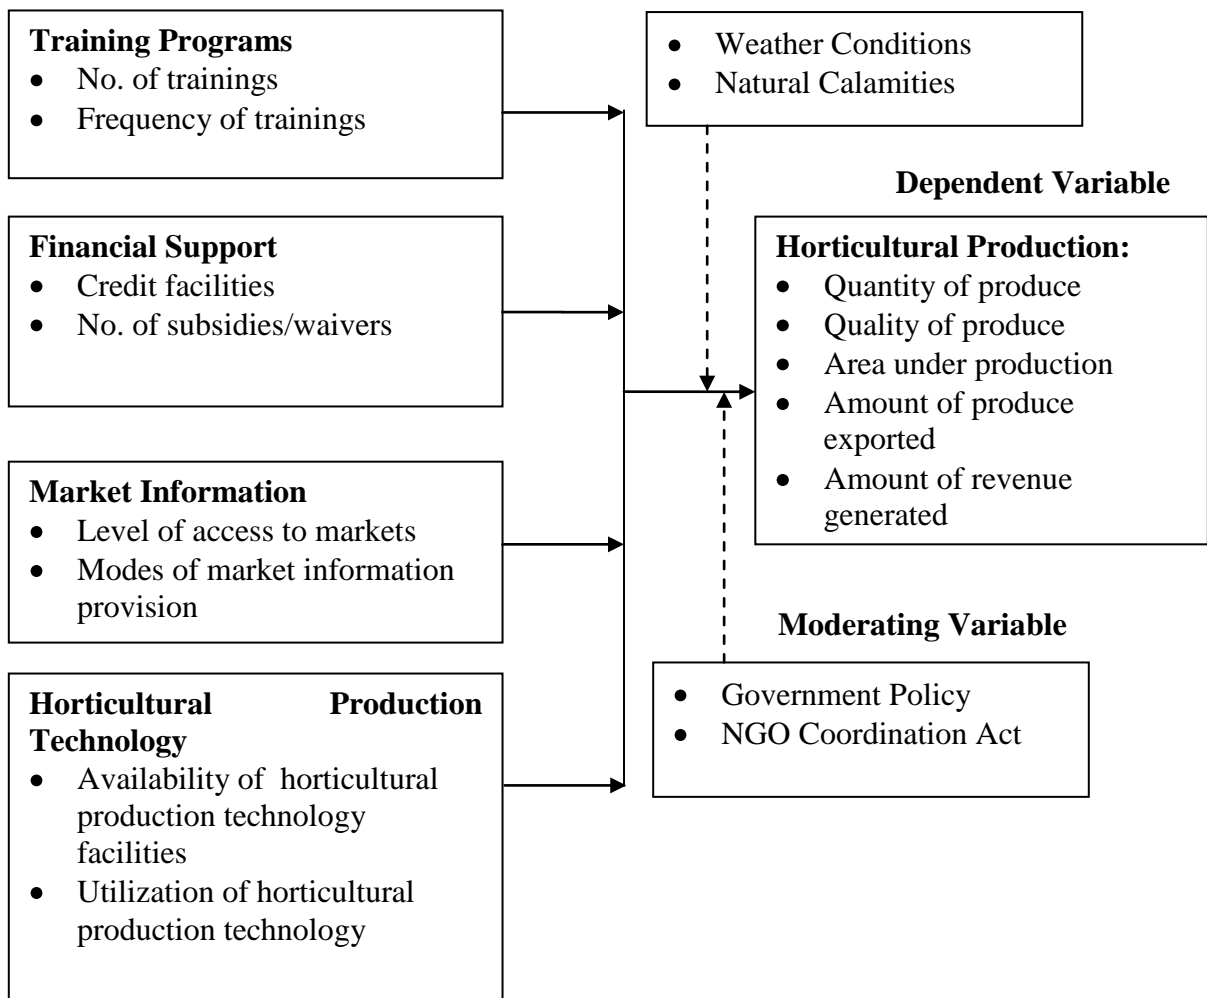 Training Programs
• No. of trainings
• Frequency of trainings
Financial Support
• Credit facilities
• No. of subsidies/waivers
Market Information
• Level of access to markets
• Modes of market information
provision
Horticultural Production
Technology
• Availability of horticultural
production technology
facilities
• Utilization of horticultural
production technology
• Weather Conditions
• Natural Calamities
Dependent Variable
Horticultural Production:
• Quantity of produce
• Quality of produce
• Area under production
• Amount of produce
exported
• Amount of revenue
generated
Moderating Variable
• Government Policy
• NGO Coordination Act